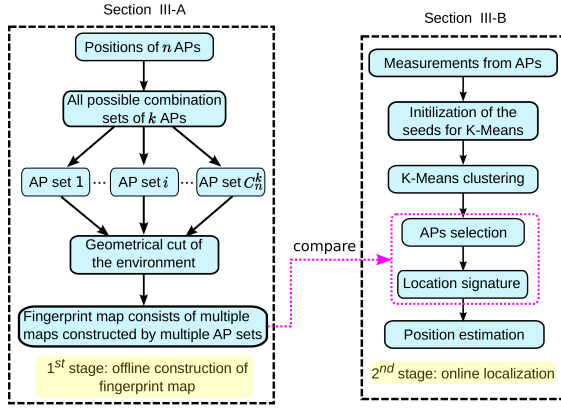 Section III-A
Positions of n APs
All possible combination
sets of k APs
AP set 1 ··· AP set i ··· AP set C_n^k
Geometrical cut of
the environment
Fingerprint map consists of multiple
maps constructed by multiple AP sets
1st stage: offline construction of
fingerprint map
compare
Section III-B
Measurements from APs
Initilization of the
seeds for K-Means
K-Means clustering
APs selection
Location signature
Position estimation
2nd stage: online localization